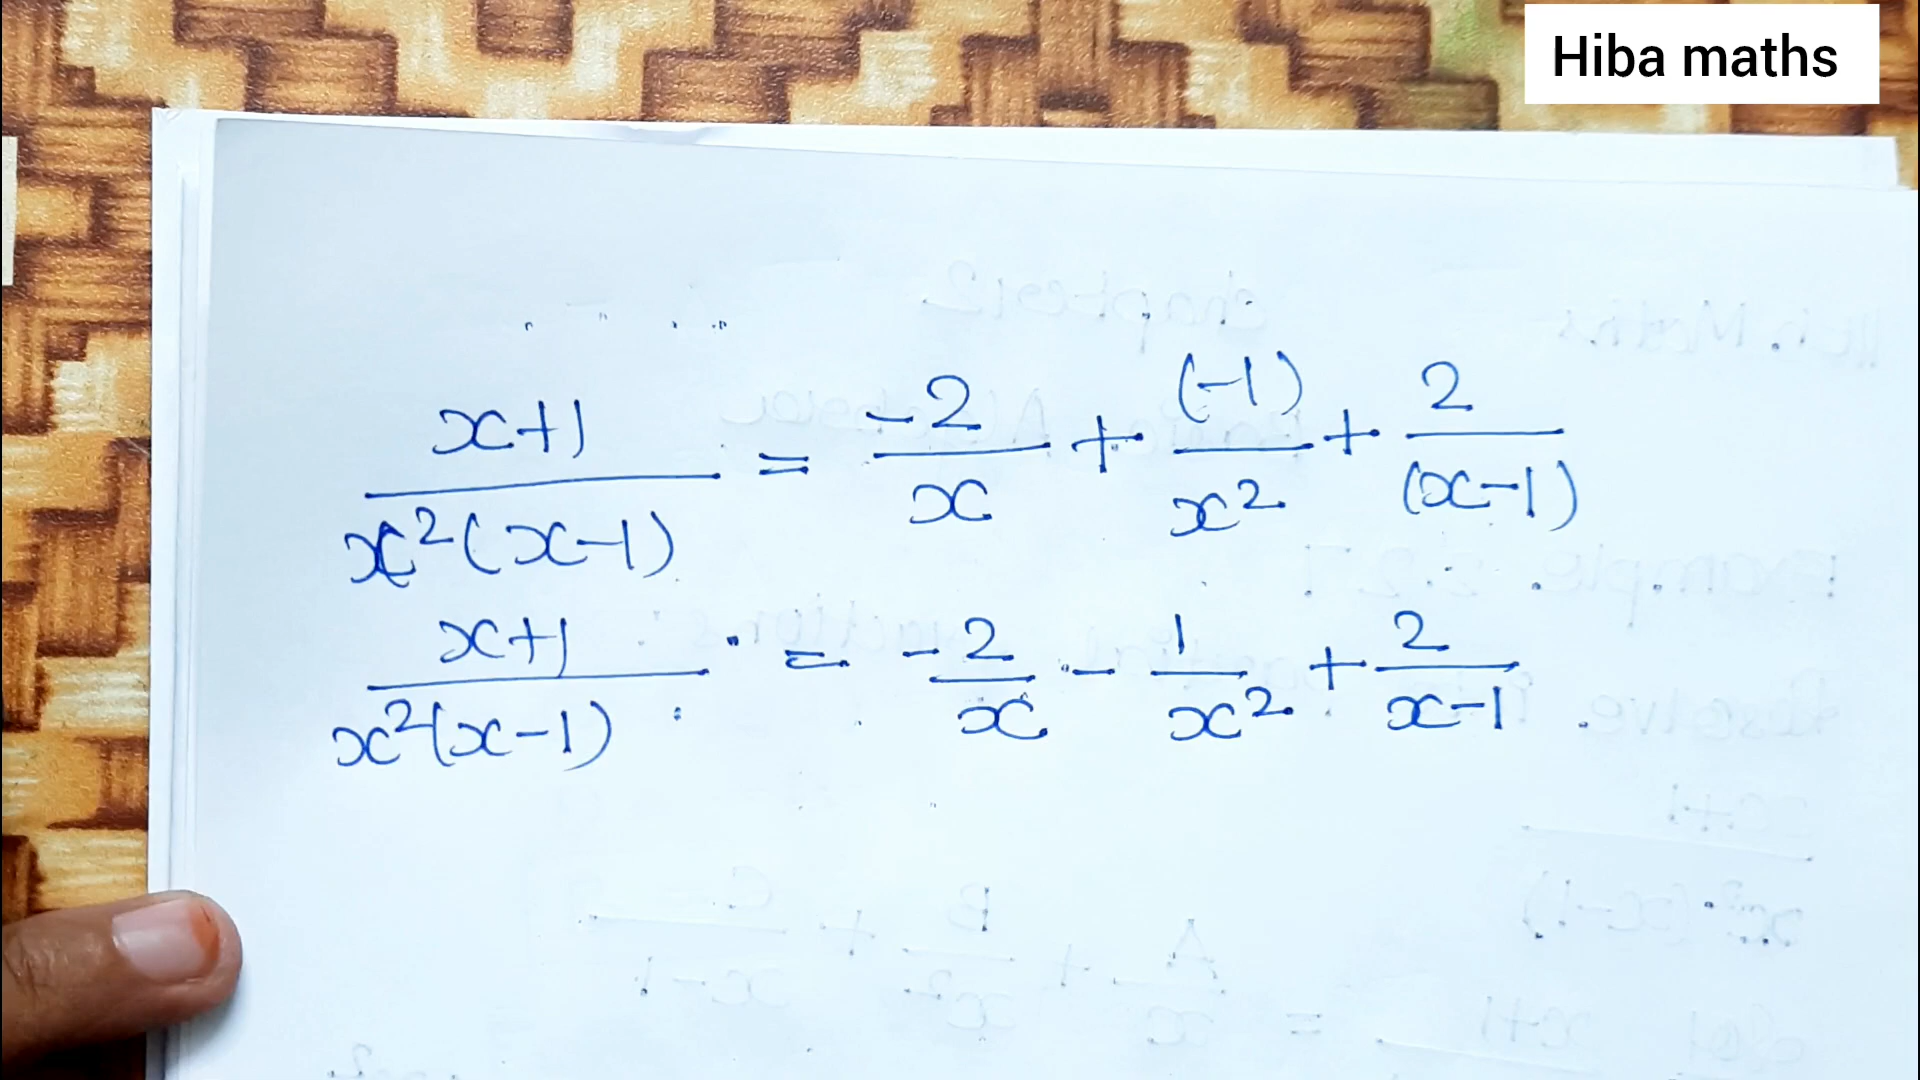 Hiba maths
x+1 / x²(x-1) = -2/x + (-1)/x² + 2/(x-1)
x+1 / x²(x-1) = -2/x - 1/x² + 2/x-1